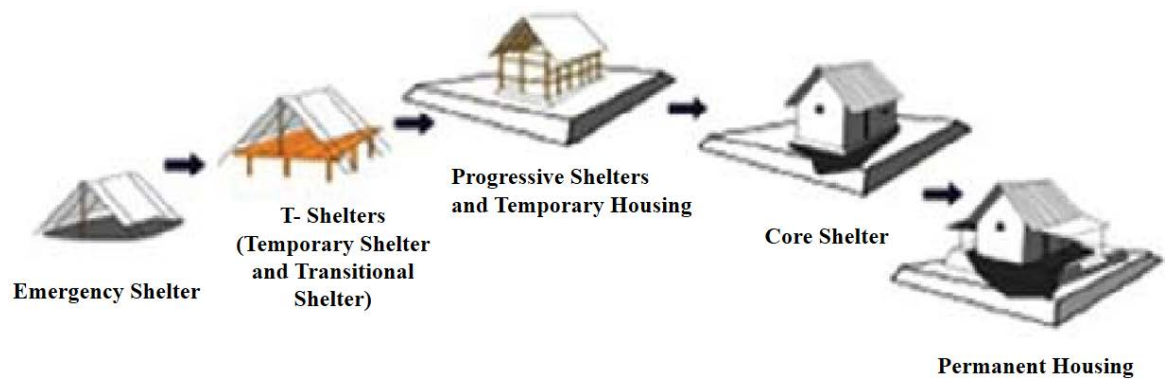 Emergency Shelter
T- Shelters
(Temporary Shelter
and Transitional
Shelter)
Progressive Shelters
and Temporary Housing
Core Shelter
Permanent Housing